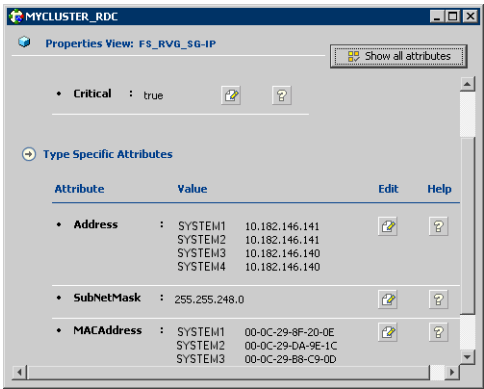 MYCLUSTER_RDC
Properties View: FS_RVG_SG-IP
Show all attributes
• Critical : true
Type Specific Attributes
Attribute Value Edit Help
• Address : SYSTEM1 10.182.146.141
SYSTEM2 10.182.146.141
SYSTEM3 10.182.146.140
SYSTEM4 10.182.146.140
• SubNetMask : 255.255.248.0
• MACAddress : SYSTEM1 00-0C-29-8F-20-0E
SYSTEM2 00-0C-29-DA-9E-1C
SYSTEM3 00-0C-29-B8-C9-0D